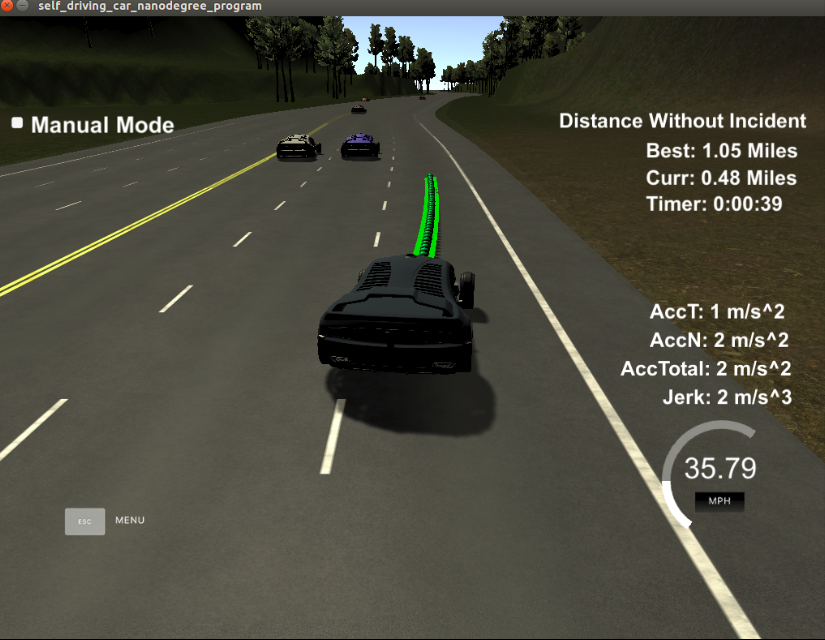 self_driving_car_nanodegree_program
Manual Mode
Distance Without Incident
Best: 1.05 Miles
Curr: 0.48 Miles
Timer: 0:00:39
AccT: 1 m/s^2
AccN: 2 m/s^2
AccTotal: 2 m/s^2
Jerk: 2 m/s^3
35.79
MPH
ESC MENU